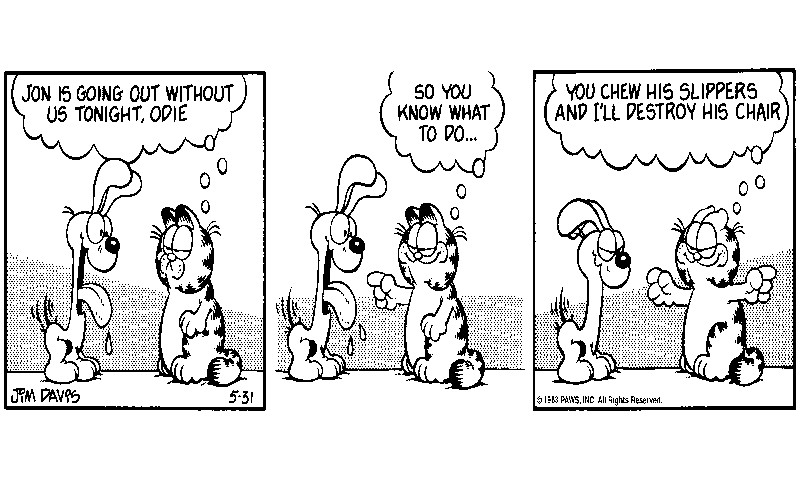 JON IS GOING OUT WITHOUT
US TONIGHT, ODIE
JIM DAVIS
5-31
SO YOU
KNOW WHAT
TO DO...
YOU CHEW HIS SLIPPERS
AND I'LL DESTROY HIS CHAIR
© 1983 PAWS, INC. All Rights Reserved.